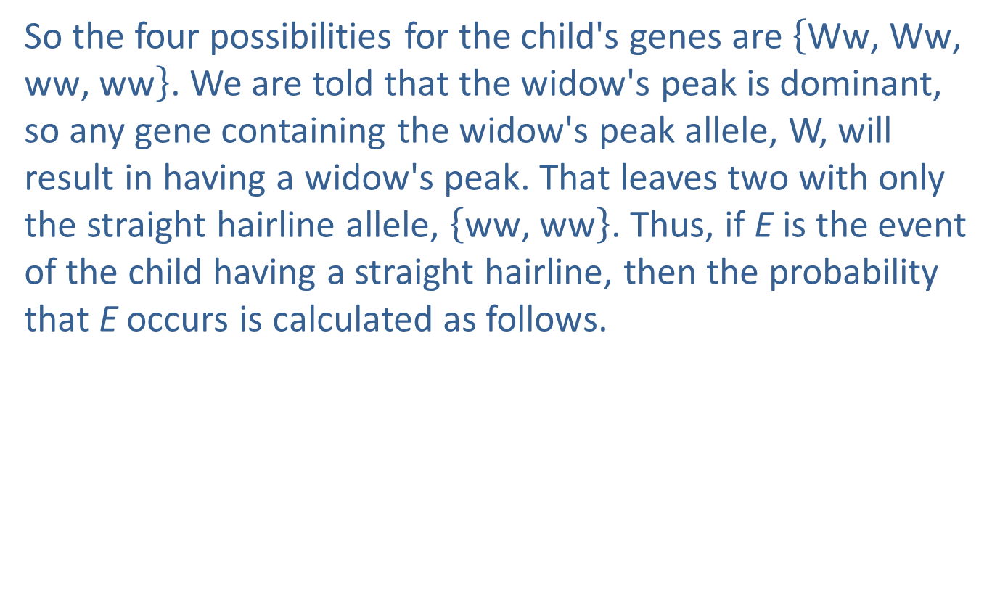 So the four possibilities for the child's genes are {Ww, Ww,
ww, ww}. We are told that the widow's peak is dominant,
so any gene containing the widow's peak allele, W, will
result in having a widow's peak. That leaves two with only
the straight hairline allele, {ww, ww}. Thus, if E is the event
of the child having a straight hairline, then the probability
that E occurs is calculated as follows.